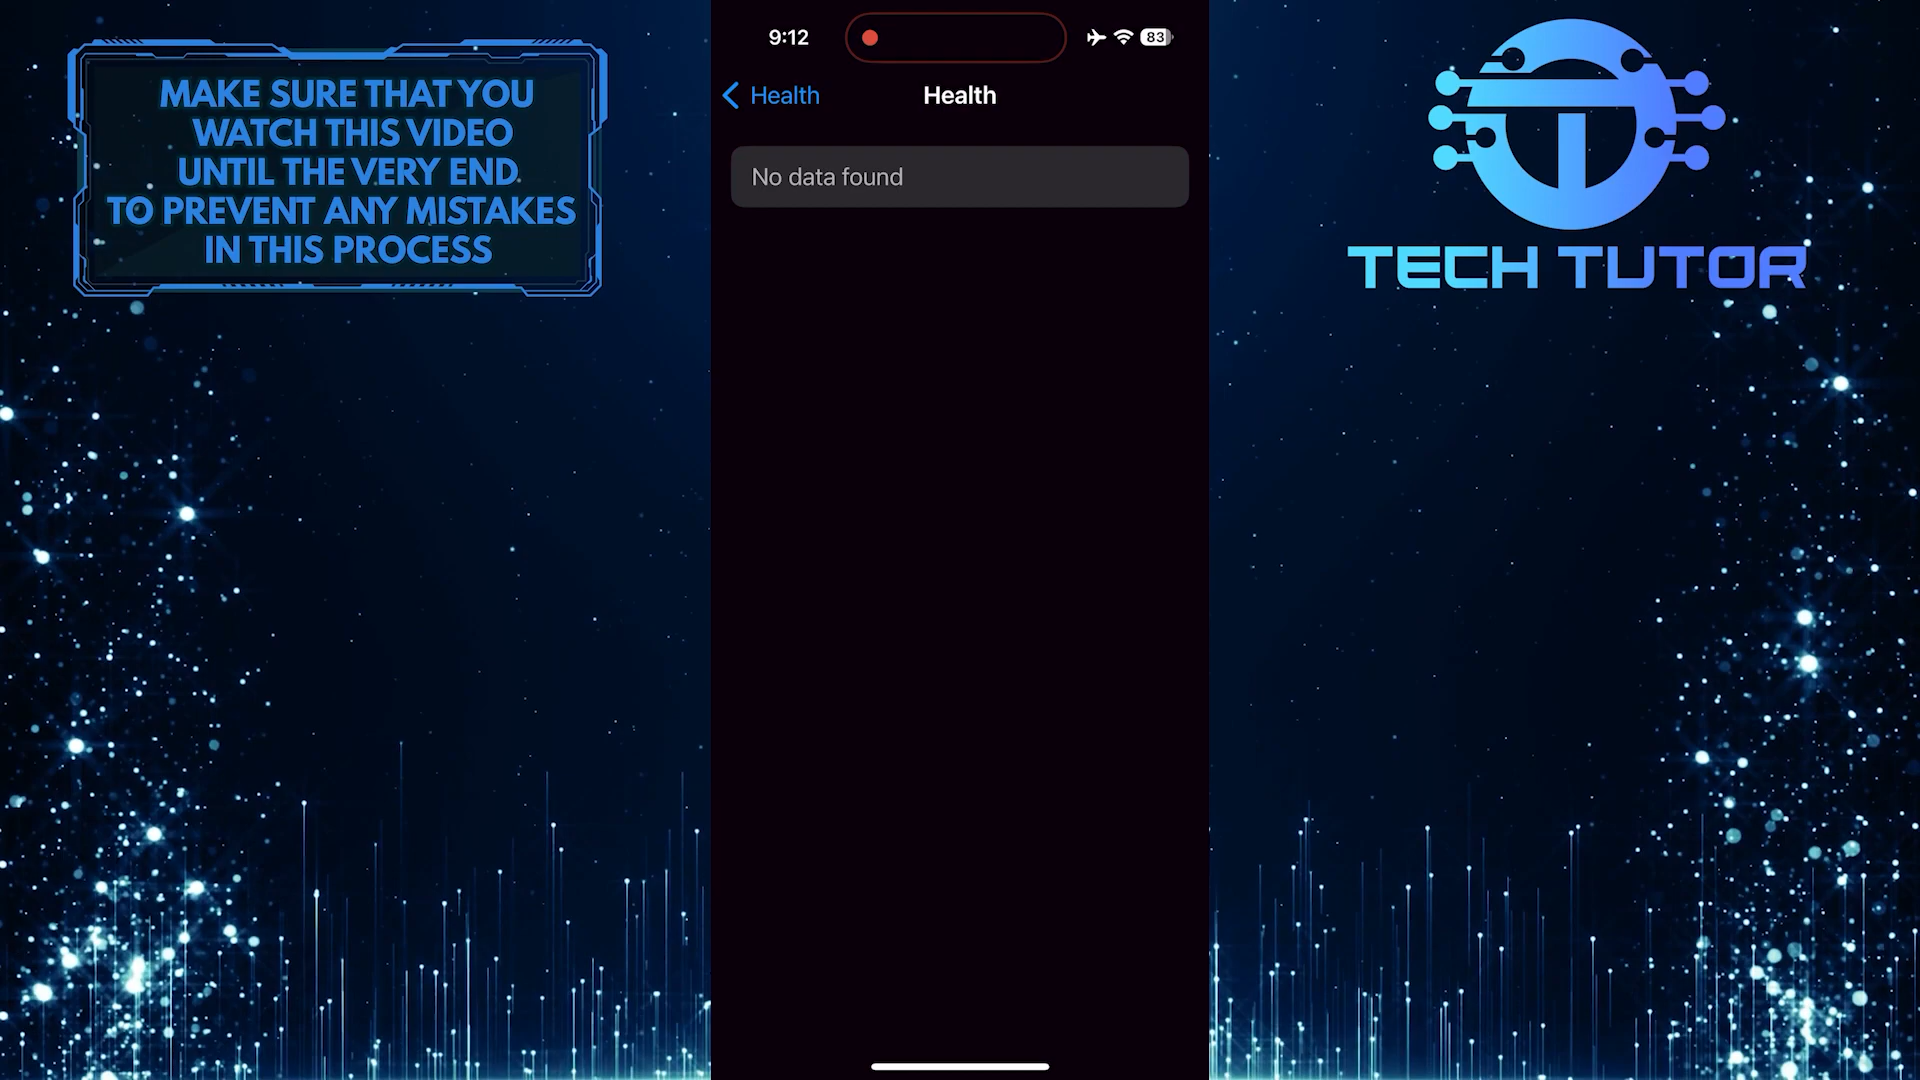 MAKE SURE THAT YOU
WATCH THIS VIDEO
UNTIL THE VERY END
TO PREVENT ANY MISTAKES
IN THIS PROCESS
9:12
83
Health
Health
No data found
TECH TUTOR